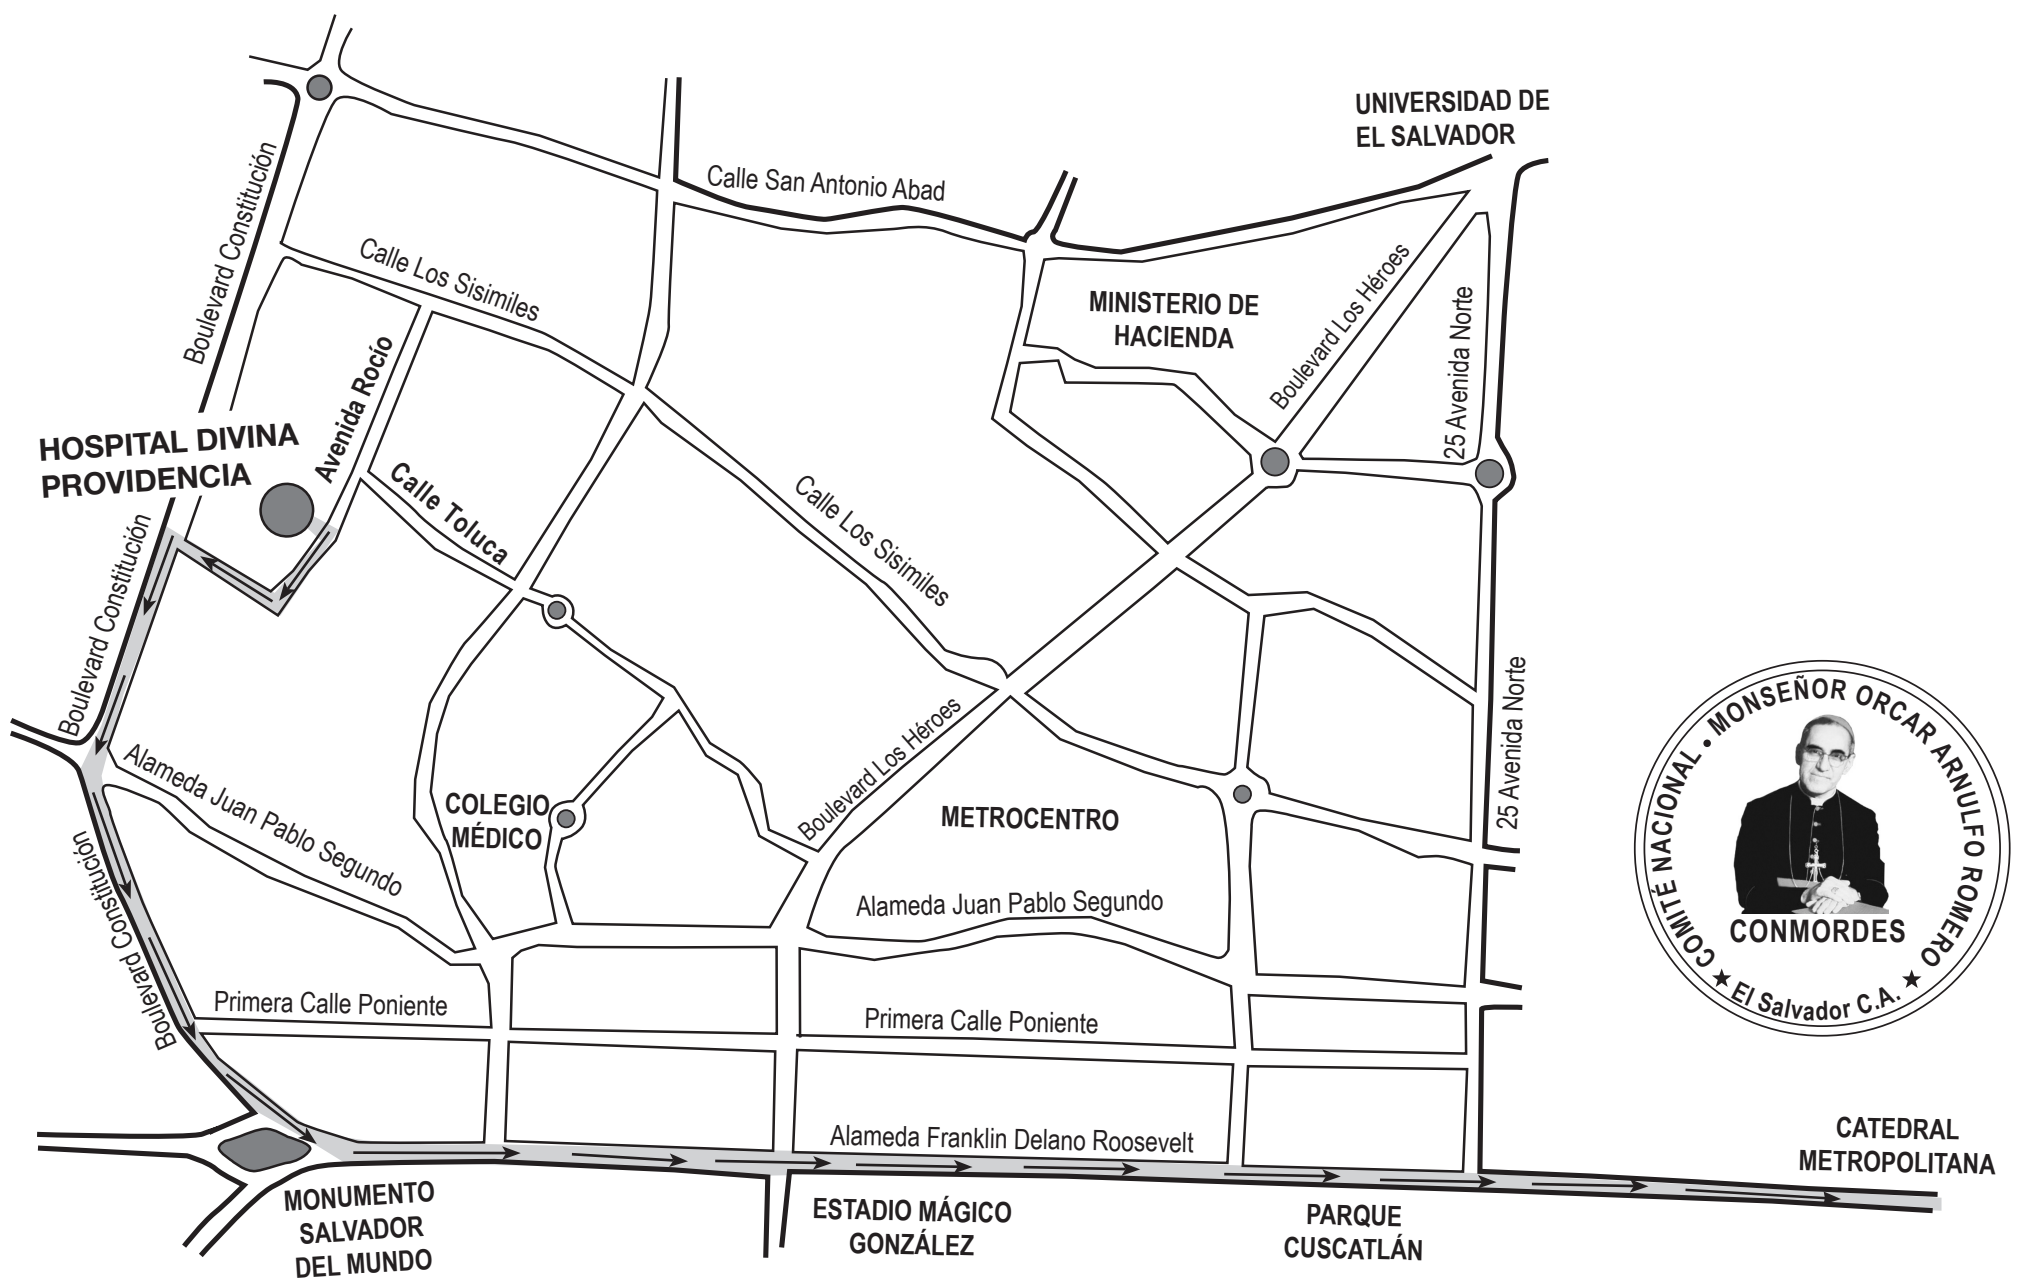 UNIVERSIDAD DE
EL SALVADOR
Calle San Antonio Abad
Boulevard Constitución
Calle Los Sisimiles
MINISTERIO DE
HACIENDA
Boulevard Los Héroes
25 Avenida Norte
Avenida Rocío
HOSPITAL DIVINA
PROVIDENCIA
Calle Toluca
Calle Los Sisimiles
Boulevard Constitución
25 Avenida Norte
Boulevard Los Héroes
Alameda Juan Pablo Segundo
COLEGIO
MÉDICO
METROCENTRO
Boulevard Constitución
Alameda Juan Pablo Segundo
Primera Calle Poniente
Primera Calle Poniente
Alameda Franklin Delano Roosevelt
MONUMENTO
SALVADOR
DEL MUNDO
ESTADIO MÁGICO
GONZÁLEZ
PARQUE
CUSCATLÁN
CATEDRAL
METROPOLITANA
COMITÉ NACIONAL • MONSEÑOR ORCAR ARNULFO ROMERO
CONMORDES
★ El Salvador C.A. ★